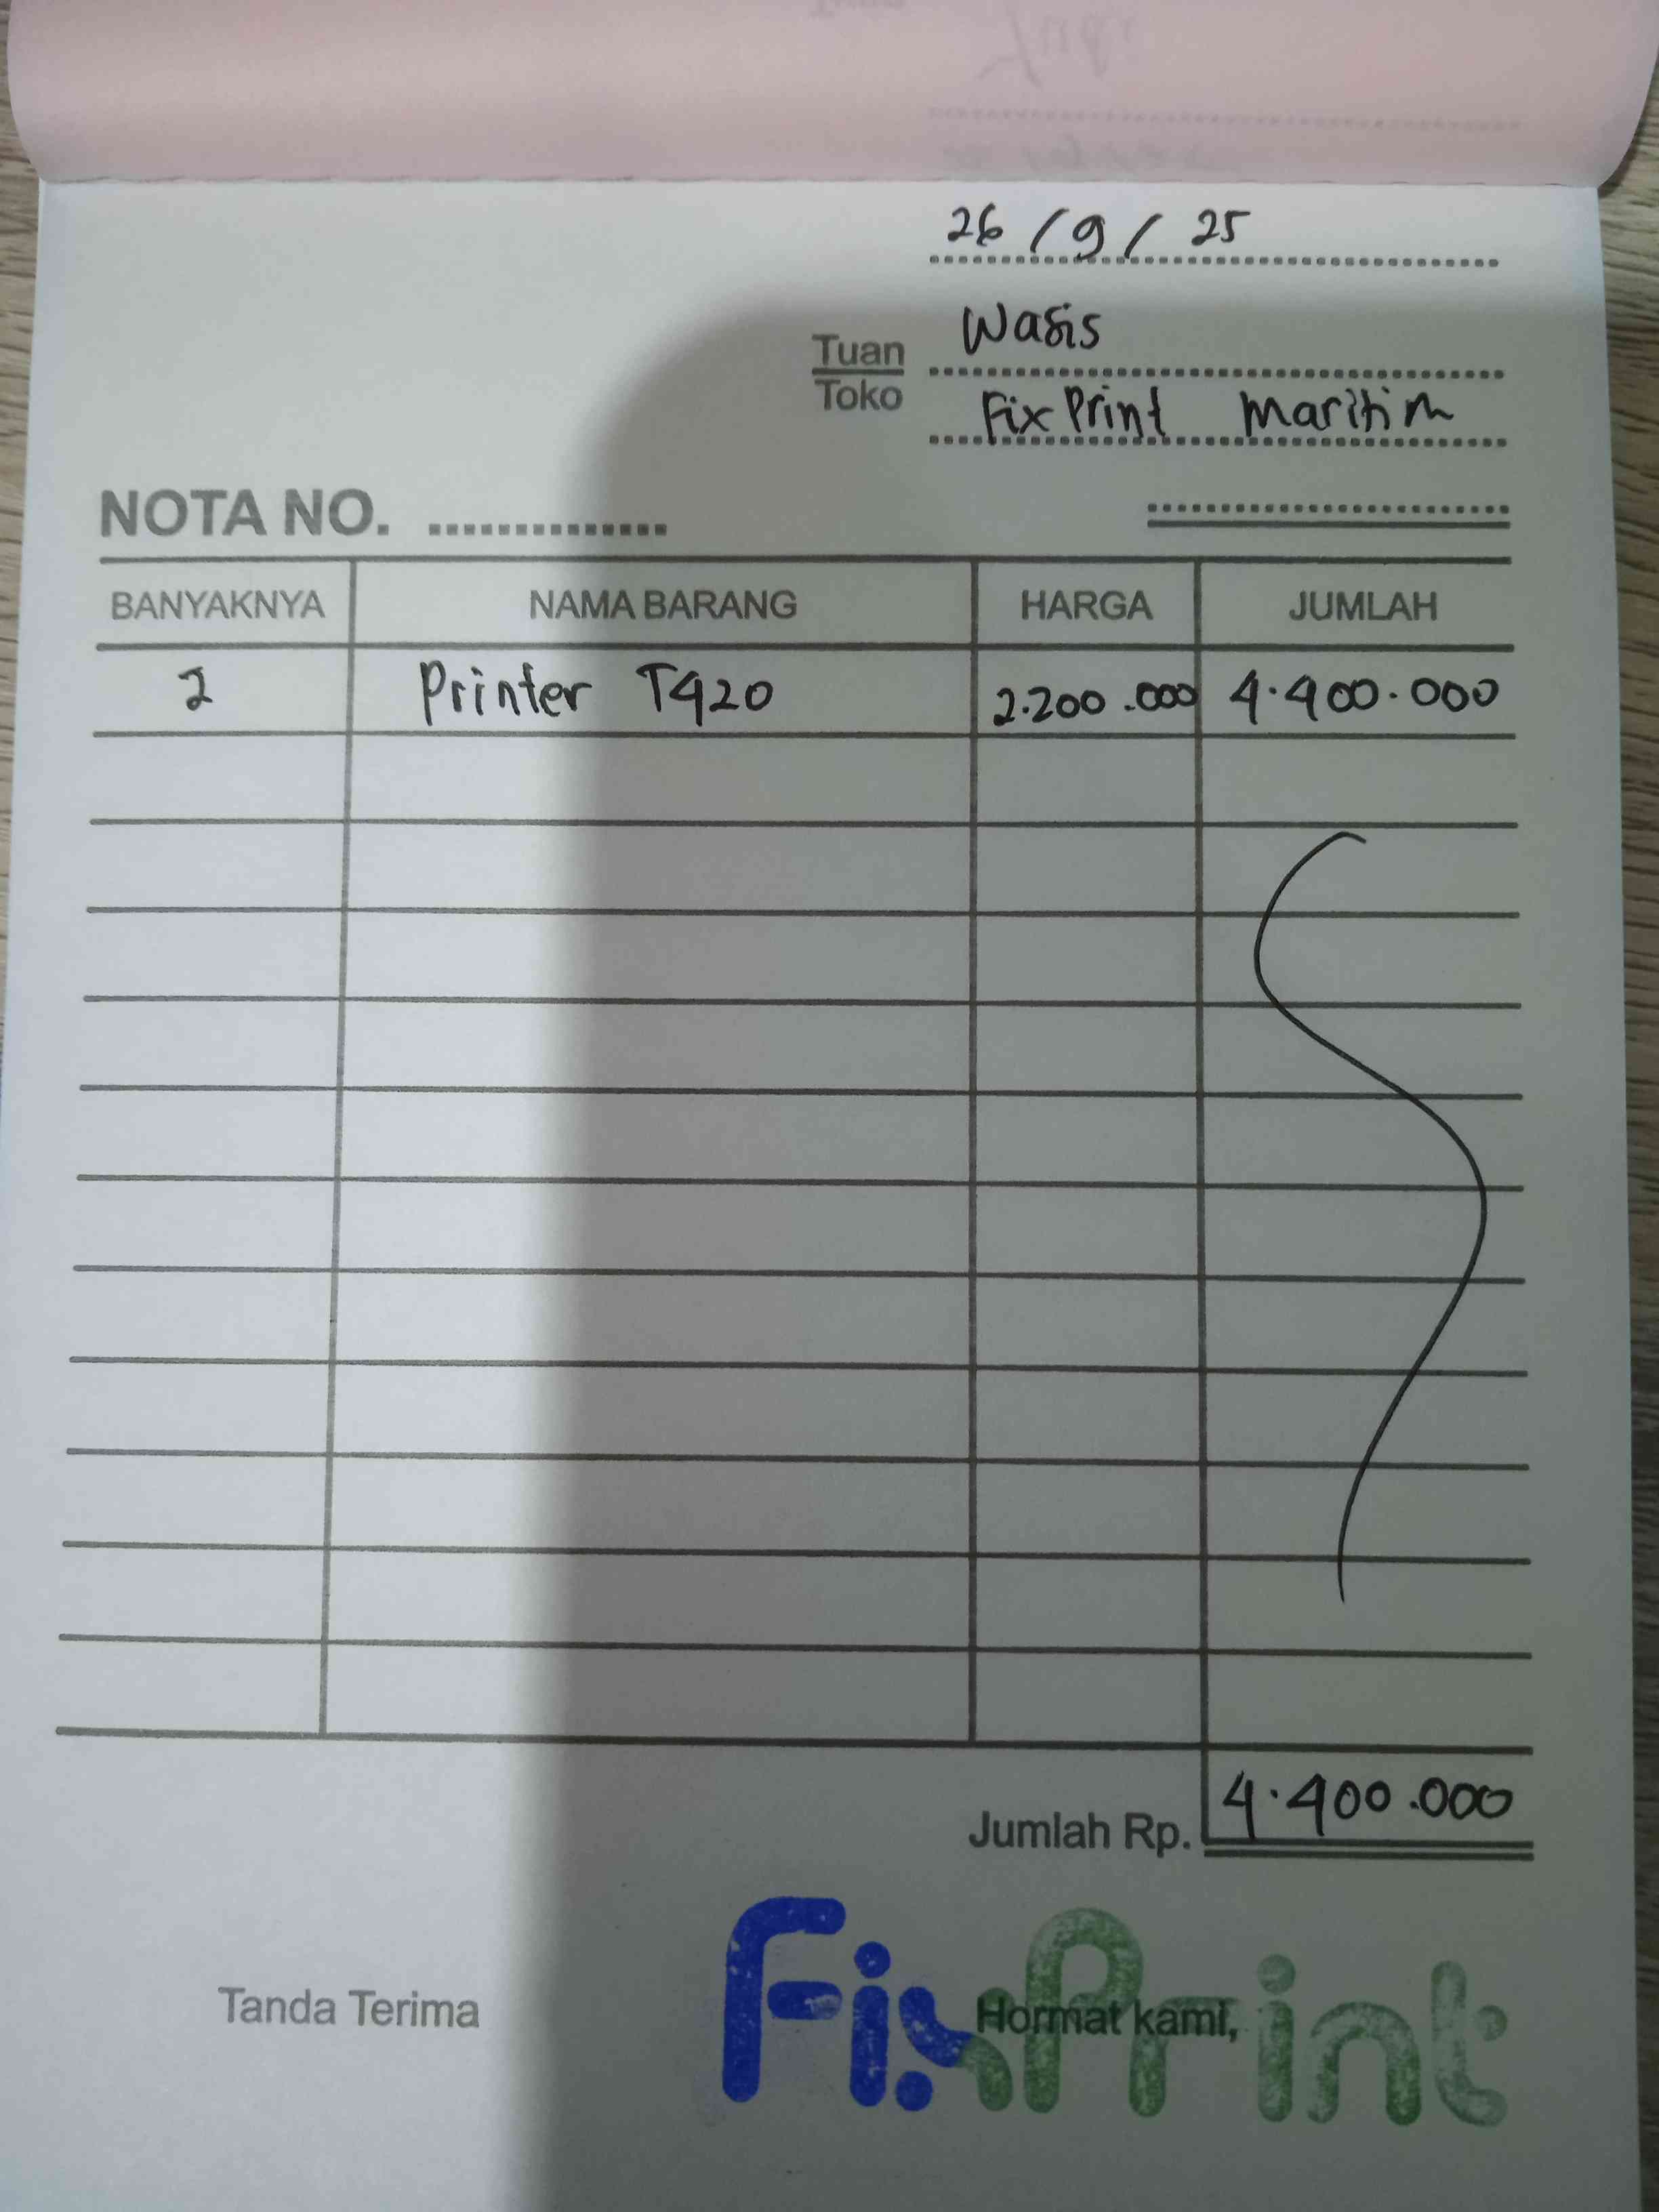 26 / 9 / 25
Tuan Wasis
Toko Fix Print Maritim
NOTA NO. ..............
BANYAKNYA NAMA BARANG HARGA JUMLAH
2 Printer T420 2.200.000 4.400.000
Jumlah Rp. 4.400.000
Tanda Terima Hormat kami,
FixPrint